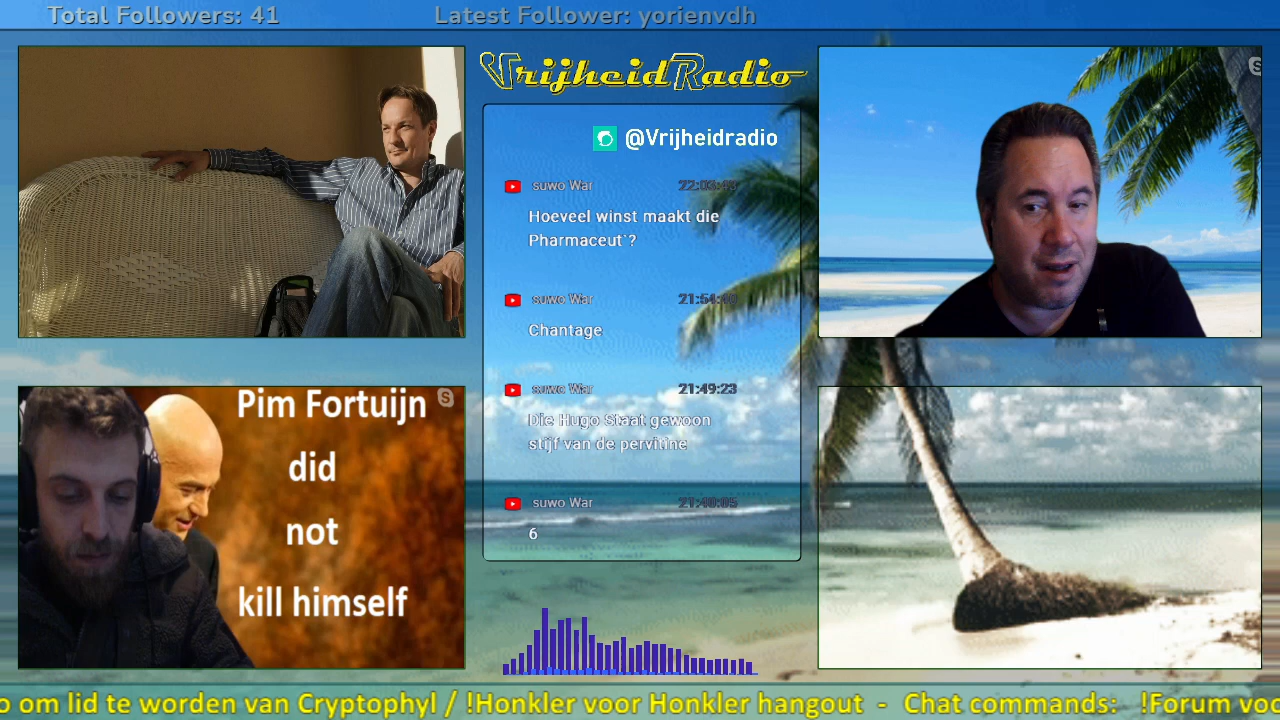 Total Followers: 41
Latest Follower: yorienvdh
VrijheidRadio
@Vrijheidradio
suwo War
Hoeveel winst maakt die
Pharmaceut`?
suwo War
Chantage
suwo War 21:49:23
Die Hugo Staat gewoon
stijf van de pervitine
suwo War
6
Pim Fortuijn
did
not
kill himself
o om lid te worden van Cryptophyl / !Honkler voor Honkler hangout - Chat commands: !Forum voo